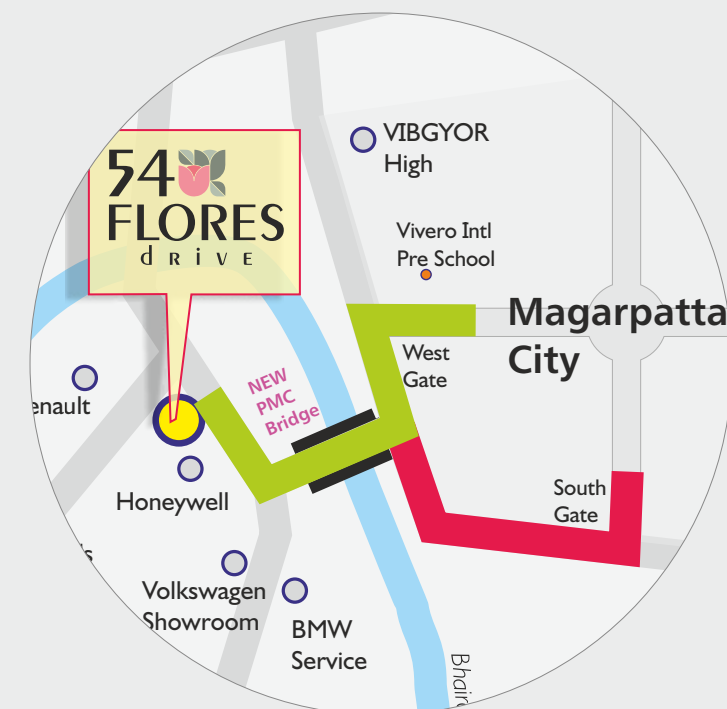 54
FLORES
dRiVE
VIBGYOR
High
Vivero Intl
Pre School
Magarpatta
City
West
Gate
NEW
PMC
Bridge
enault
Honeywell
South
Gate
Volkswagen
Showroom
BMW
Service